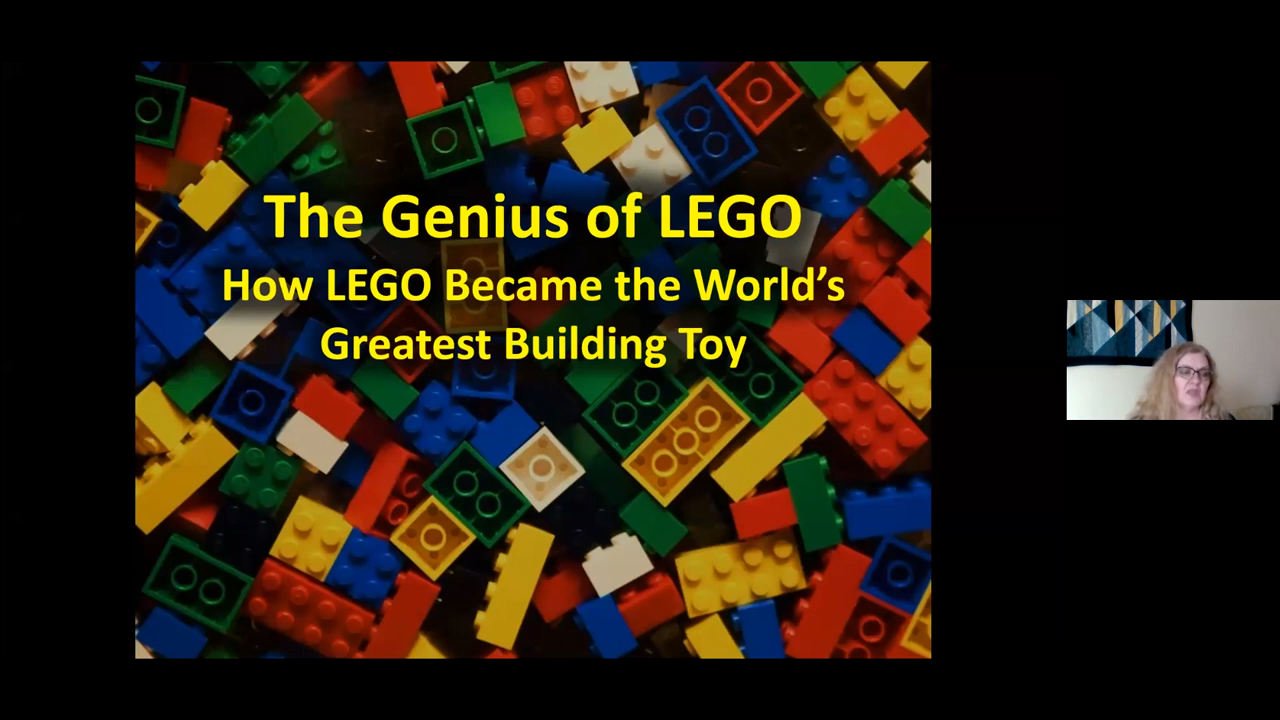 The Genius of LEGO
How LEGO Became the World’s
Greatest Building Toy